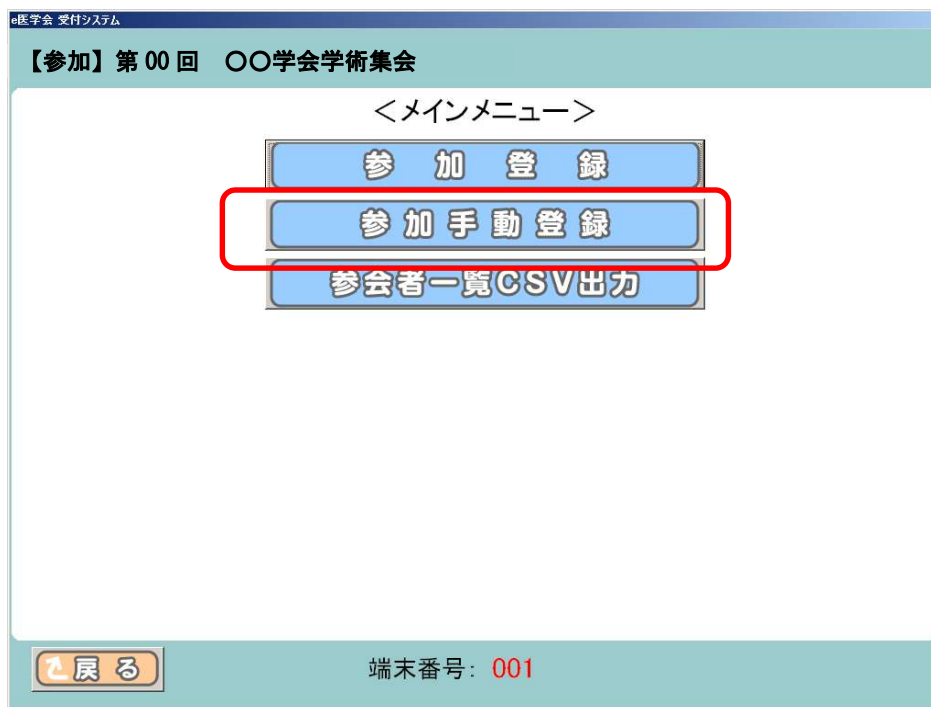 e医学会 受付システム
【参加】第 00 回 〇〇学会学術集会
＜メインメニュー＞
参 加 登 録
参 加 手 動 登 録
参会者一覧CSV出力
戻 る
端末番号： 001